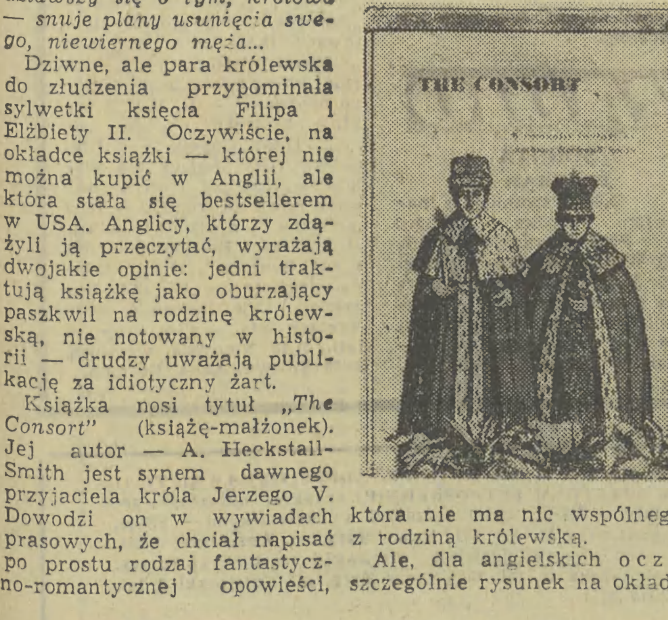 — snuje plany usunięcia swe-
go, niewiernego męża...
Dziwne, ale para królewska
do złudzenia przypominała
sylwetki księcia Filipa i
Elżbiety II. Oczywiście, na
okładce książki — której nie
można kupić w Anglii, ale
która stała się bestsellerem
w USA. Anglicy, którzy zdą-
żyli ją przeczytać, wyrażają
dwojakie opinie: jedni trak-
tują książkę jako oburzający
paszkwil na rodzinę królew-
ską, nie notowany w histo-
rii — drudzy uważają publi-
kację za idiotyczny żart.
Książka nosi tytuł „The
Consort" (książę-małżonek).
Jej autor — A. Heckstall-
Smith jest synem dawnego
przyjaciela króla Jerzego V.
Dowodzi on w wywiadach
prasowych, że chciał napisać
po prostu rodzaj fantastycz-
no-romantycznej opowieści,
THE CONSORT
która nie ma nic wspólneg
z rodziną królewską.
Ale, dla angielskich ocz
szczególnie rysunek na okład